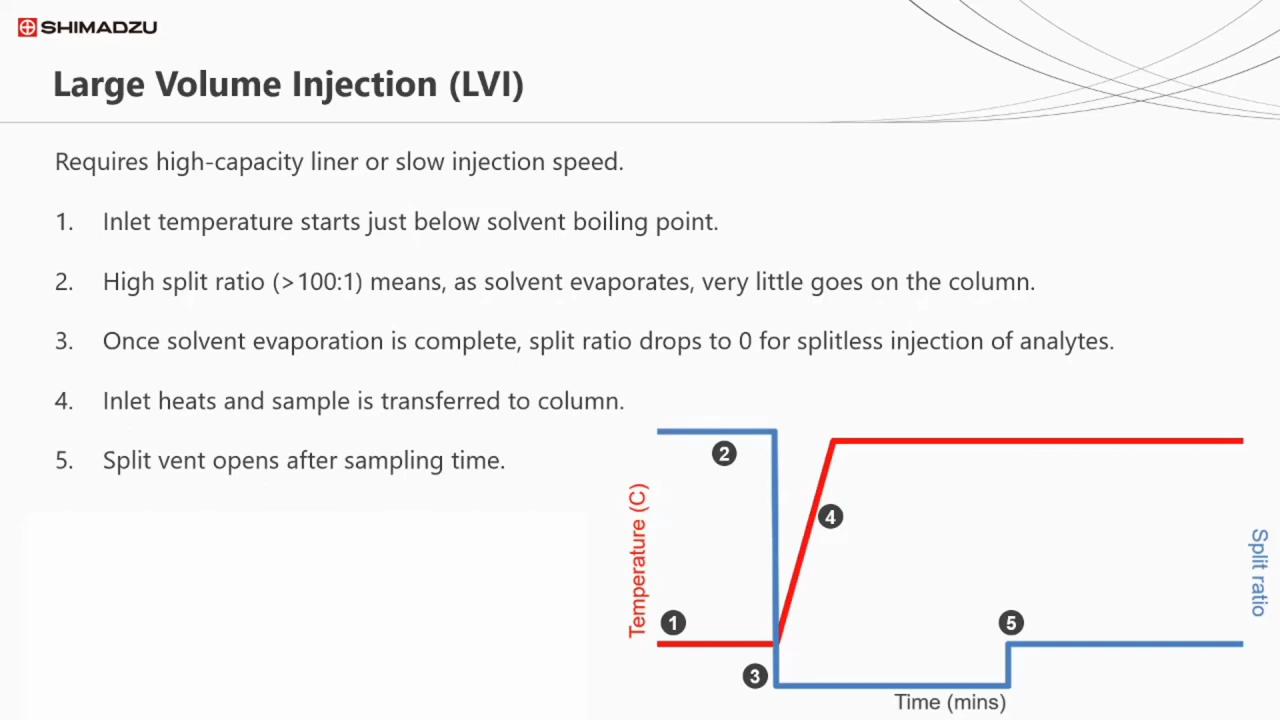 SHIMADZU
Large Volume Injection (LVI)
Requires high-capacity liner or slow injection speed.
1. Inlet temperature starts just below solvent boiling point.
2. High split ratio (>100:1) means, as solvent evaporates, very little goes on the column.
3. Once solvent evaporation is complete, split ratio drops to 0 for splitless injection of analytes.
4. Inlet heats and sample is transferred to column.
5. Split vent opens after sampling time.
2
4
Temperature (C)
Split ratio
1
5
3
Time (mins)